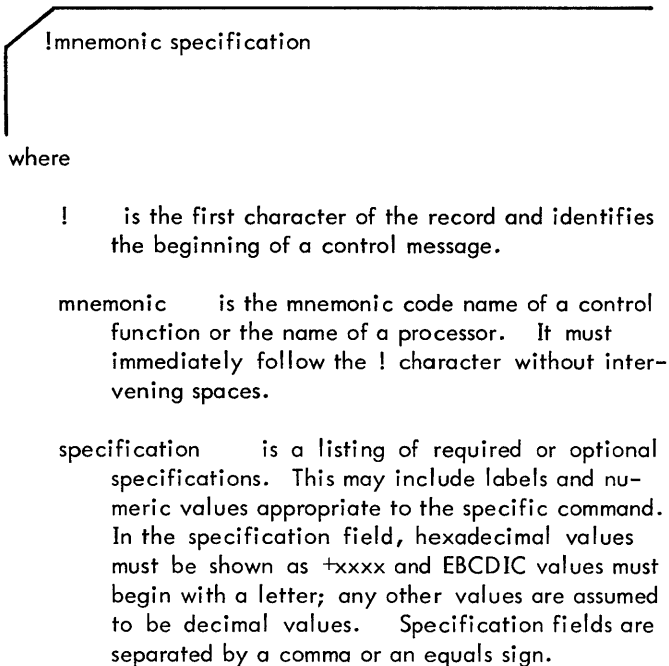 !mnemonic specification
where
! is the first character of the record and identifies
the beginning of a control message.
mnemonic is the mnemonic code name of a control
function or the name of a processor. It must
immediately follow the ! character without inter-
vening spaces.
specification is a listing of required or optional
specifications. This may include labels and nu-
meric values appropriate to the specific command.
In the specification field, hexadecimal values
must be shown as +xxxx and EBCDIC values must
begin with a letter; any other values are assumed
to be decimal values. Specification fields are
separated by a comma or an equals sign.